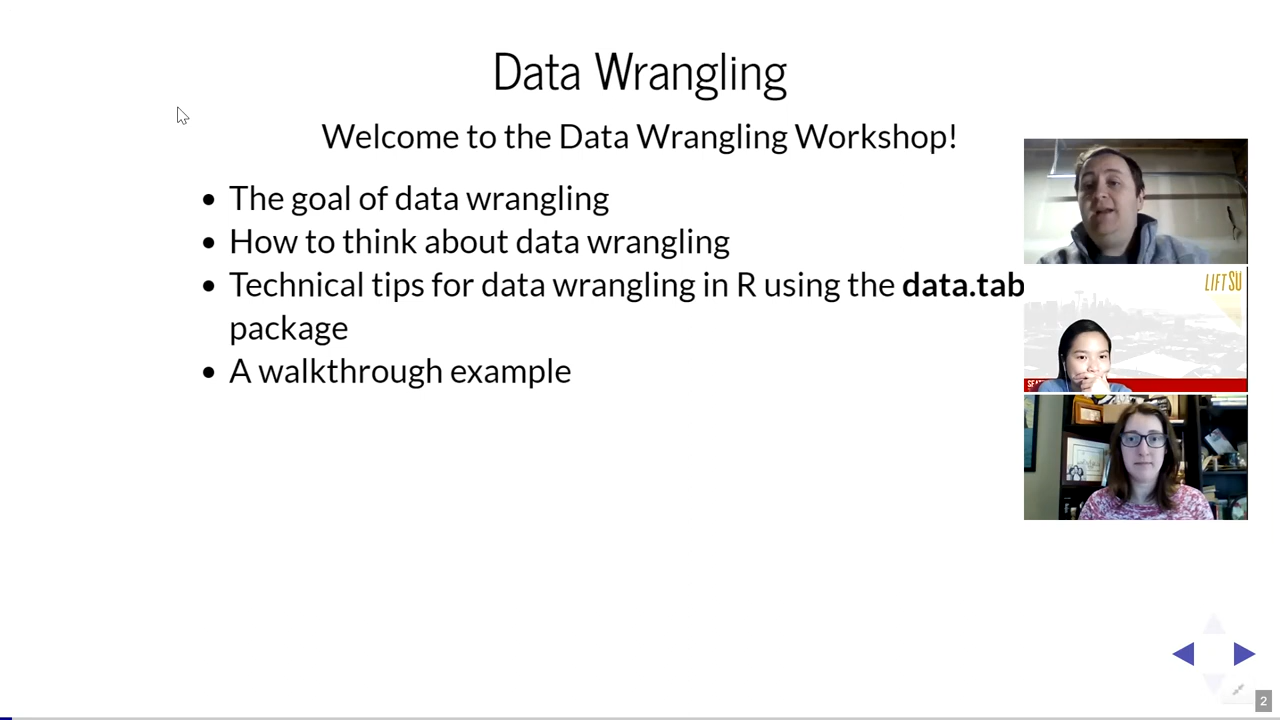 Data Wrangling
Welcome to the Data Wrangling Workshop!
The goal of data wrangling
How to think about data wrangling
Technical tips for data wrangling in R using the data.tab
package
A walkthrough example
LIFT SU
2